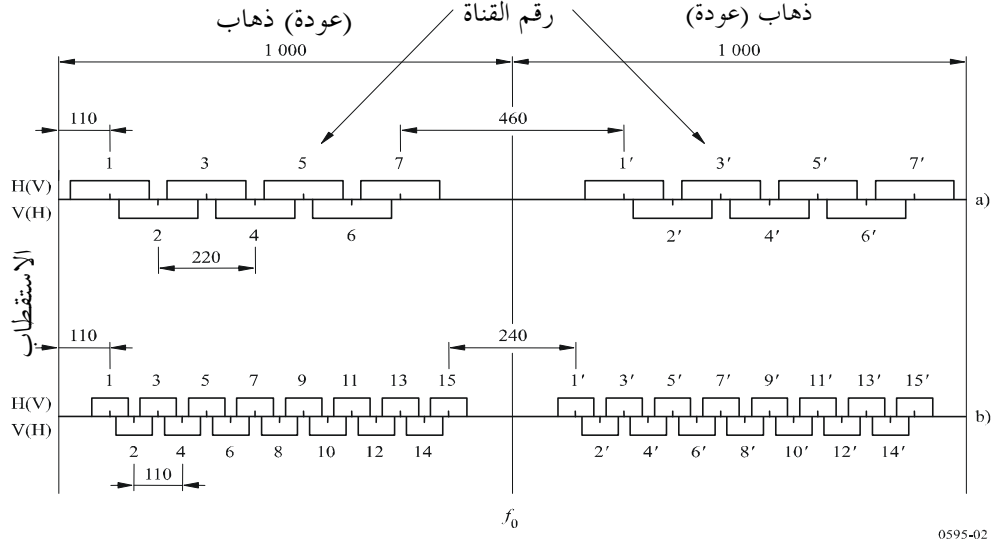 ذهاب (عودة) رقم القناة (عودة) ذهاب
1 000 1 000
110 460
1 3 5 7 1′ 3′ 5′ 7′
H(V)
V(H) a)
2 4 6 2′ 4′ 6′
220
الاستقطاب
110 240
1 3 5 7 9 11 13 15 1′ 3′ 5′ 7′ 9′ 11′ 13′ 15′
H(V)
V(H) b)
2 4 6 8 10 12 14 2′ 4′ 6′ 8′ 10′ 12′ 14′
110
f0
0595-02